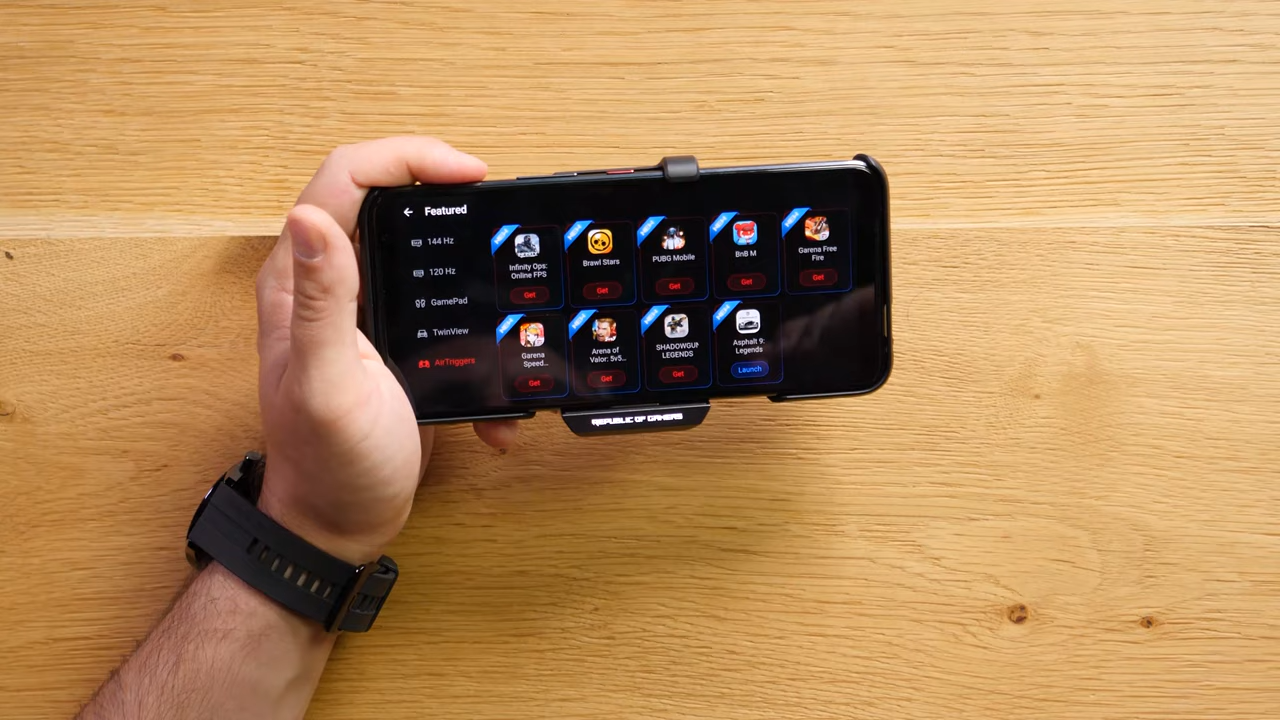 Featured
144 Hz
120 Hz
GamePad
TwinView
AirTriggers
Infinity Ops:
Online FPS
Get
Brawl Stars
Get
PUBG Mobile
Get
BnB M
Get
Garena Free
Fire
Get
Garena
Speed...
Get
Arena of
Valor: 5v5...
Get
SHADOWGUN
LEGENDS
Get
Asphalt 9:
Legends
Launch
REPUBLIC OF GAMERS